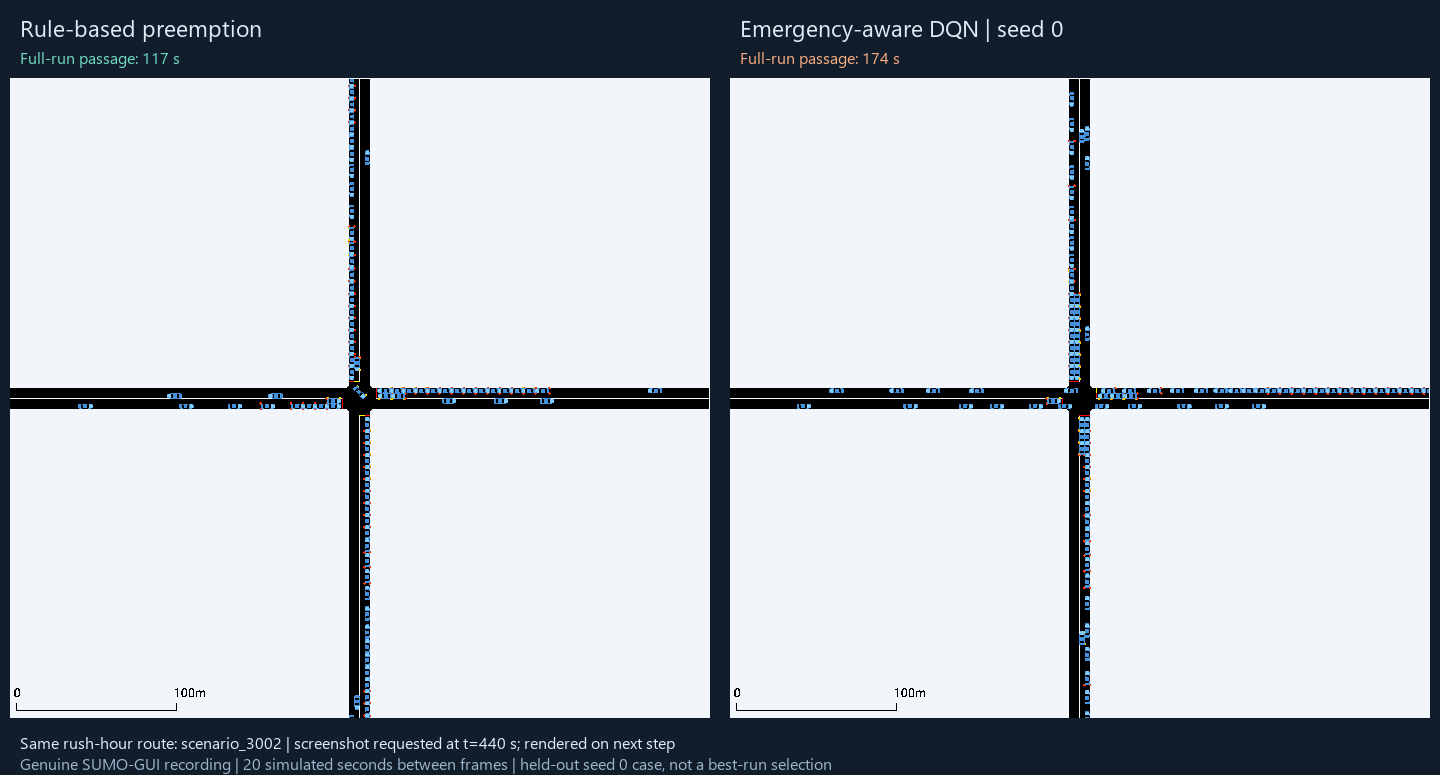 Rule-based preemption
Full-run passage: 117 s
Emergency-aware DQN | seed 0
Full-run passage: 174 s
0 100m
0 100m
Same rush-hour route: scenario_3002 | screenshot requested at t=440 s; rendered on next step
Genuine SUMO-GUI recording | 20 simulated seconds between frames | held-out seed 0 case, not a best-run selection